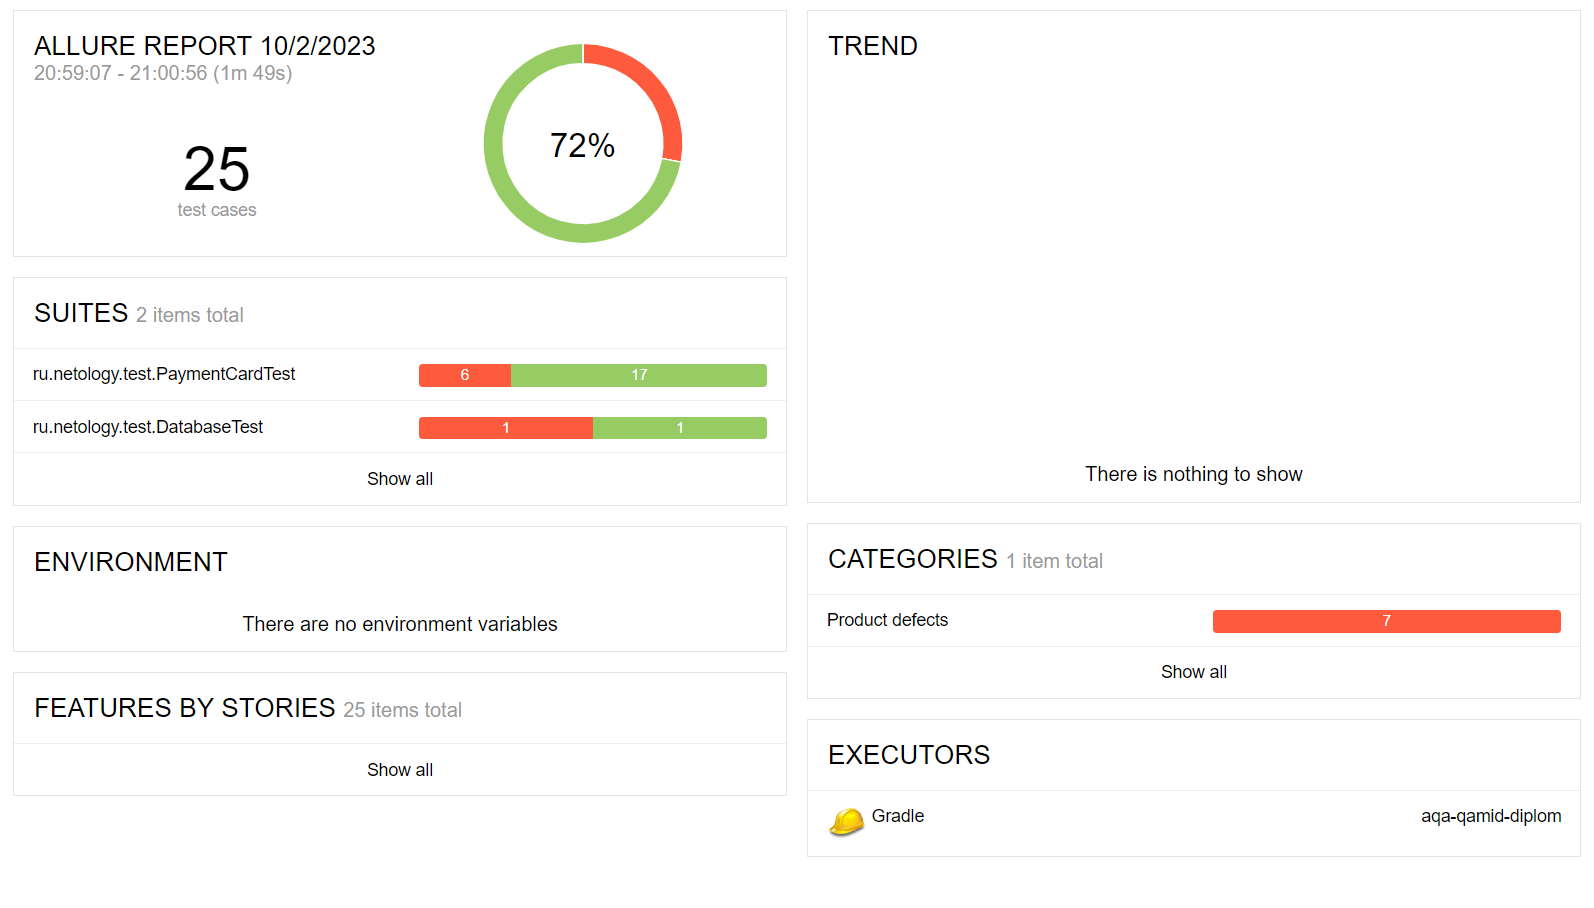 ALLURE REPORT 10/2/2023
20:59:07 - 21:00:56 (1m 49s)
25
test cases
72%
SUITES 2 items total
ru.netology.test.PaymentCardTest 6 17
ru.netology.test.DatabaseTest 1 1
Show all
ENVIRONMENT
There are no environment variables
FEATURES BY STORIES 25 items total
Show all
TREND
There is nothing to show
CATEGORIES 1 item total
Product defects 7
Show all
EXECUTORS
Gradle aqa-qamid-diplom